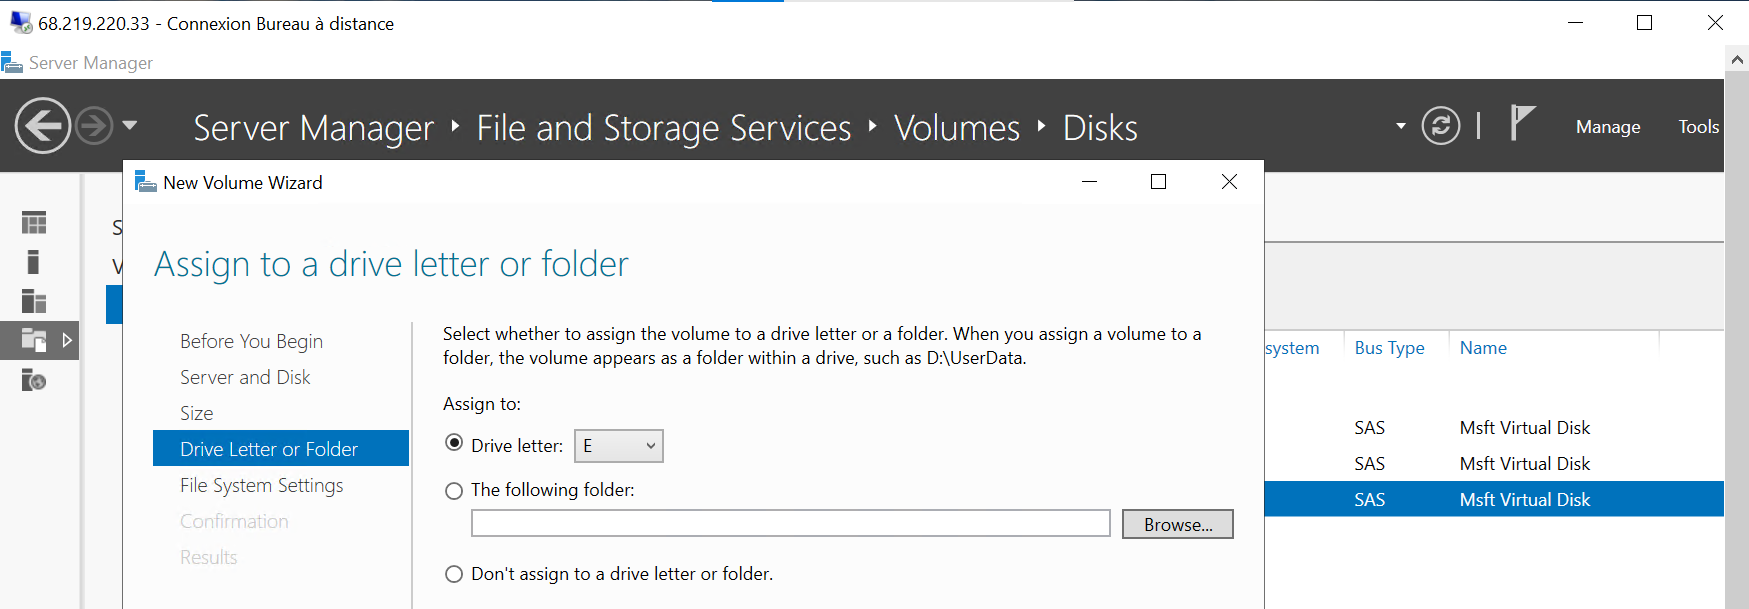 68.219.220.33 - Connexion Bureau à distance
Server Manager
Server Manager File and Storage Services Volumes Disks
Manage Tools
New Volume Wizard
Assign to a drive letter or folder
Before You Begin
Server and Disk
Size
Drive Letter or Folder
File System Settings
Confirmation
Results
Select whether to assign the volume to a drive letter or a folder. When you assign a volume to a
folder, the volume appears as a folder within a drive, such as D:\UserData.
Assign to:
Drive letter: E
The following folder:
Browse...
Don't assign to a drive letter or folder.
system Bus Type Name
SAS Msft Virtual Disk
SAS Msft Virtual Disk
SAS Msft Virtual Disk